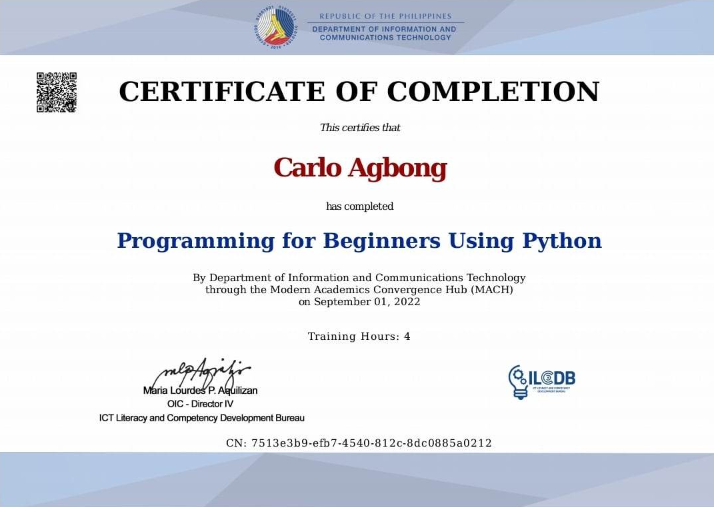 REPUBLIC OF THE PHILIPPINES
DEPARTMENT OF INFORMATION AND
COMMUNICATIONS TECHNOLOGY
CERTIFICATE OF COMPLETION
This certifies that
Carlo Agbong
has completed
Programming for Beginners Using Python
By Department of Information and Communications Technology
through the Modern Academics Convergence Hub (MACH)
on September 01, 2022
Training Hours: 4
Maria Lourdes P. Aquilizan
OIC - Director IV
ICT Literacy and Competency Development Bureau
ILCDB
CN: 7513e3b9-efb7-4540-812c-8dc0885a0212